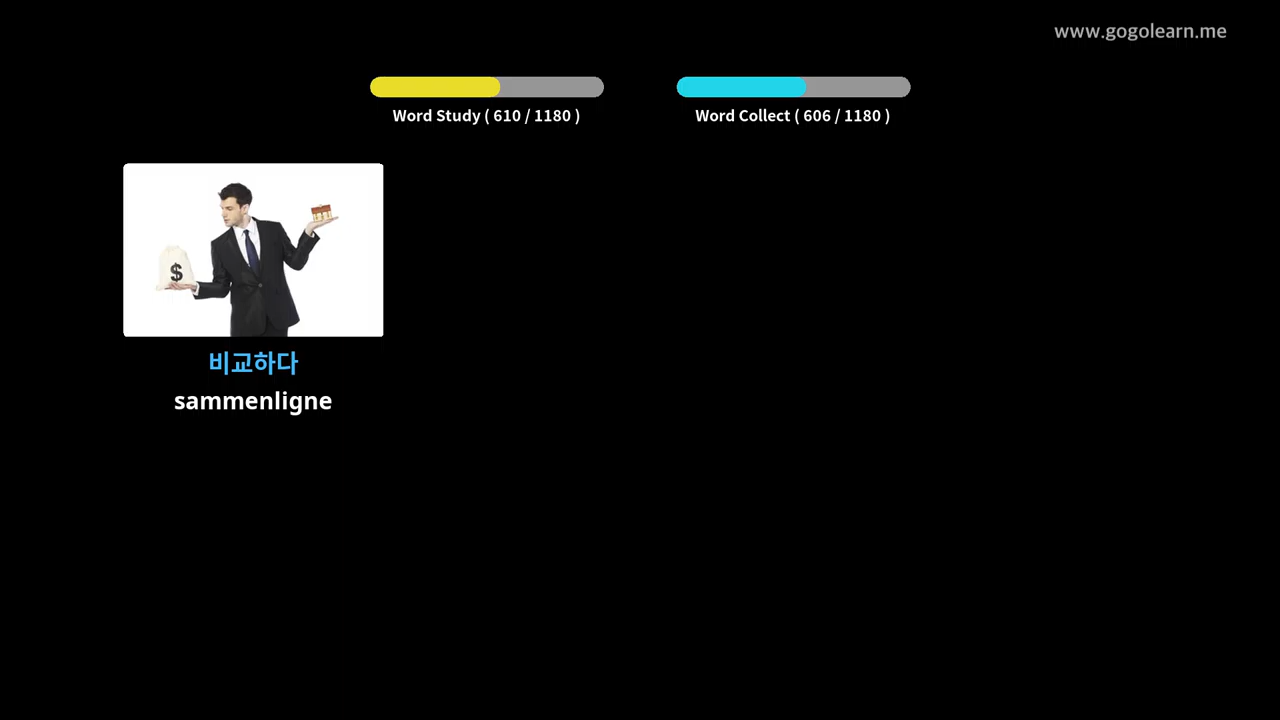 www.gogolearn.me
Word Study ( 610 / 1180 )
Word Collect ( 606 / 1180 )
$
비교하다
sammenligne